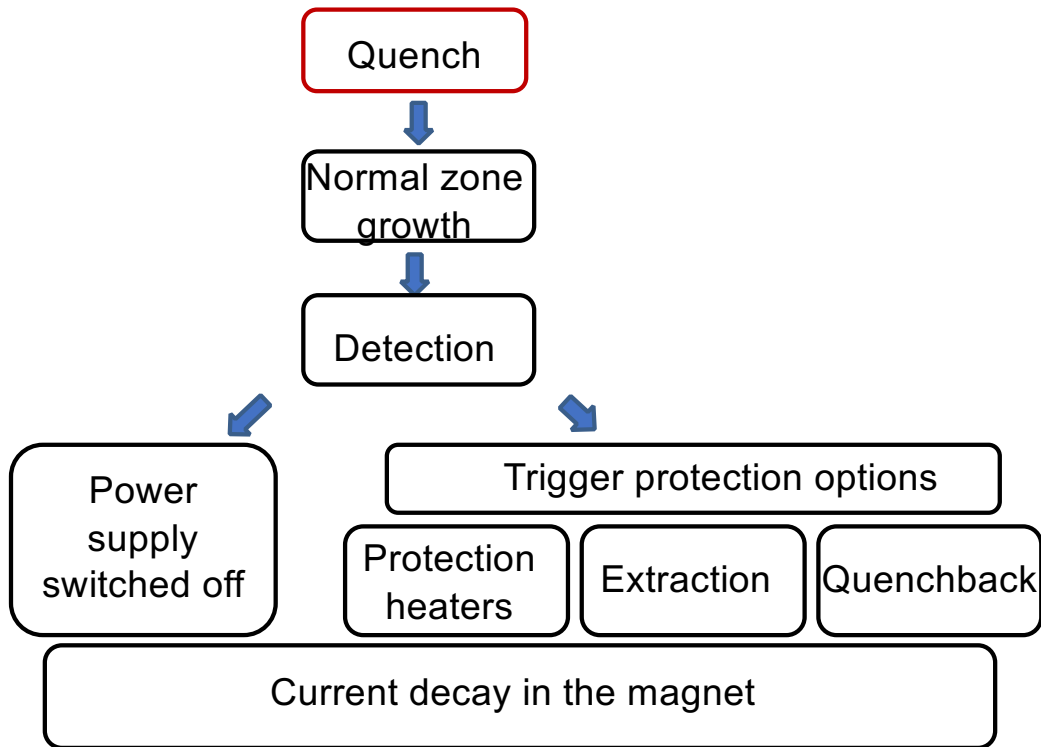 Quench
Normal zone
growth
Detection
Power
supply
switched off
Trigger protection options
Protection
heaters
Extraction
Quenchback
Current decay in the magnet